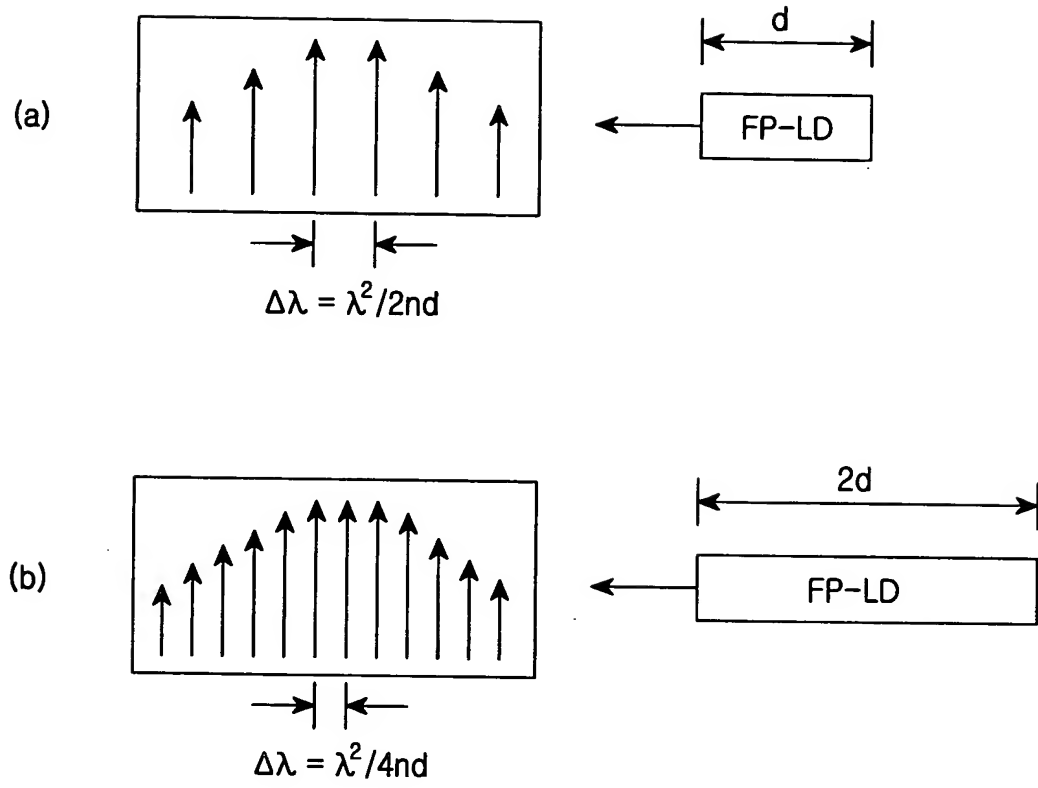 d
(a)
FP-LD
Δλ = λ²/2nd
2d
(b)
FP-LD
Δλ = λ²/4nd